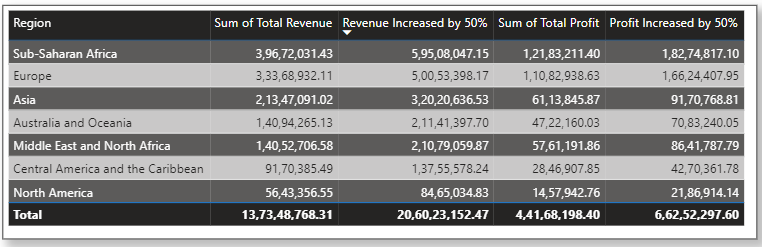 Region Sum of Total Revenue Revenue Increased by 50% Sum of Total Profit Profit Increased by 50%
Sub-Saharan Africa 3,96,72,031.43 5,95,08,047.15 1,21,83,211.40 1,82,74,817.10
Europe 3,33,68,932.11 5,00,53,398.17 1,10,82,938.63 1,66,24,407.95
Asia 2,13,47,091.02 3,20,20,636.53 61,13,845.87 91,70,768.81
Australia and Oceania 1,40,94,265.13 2,11,41,397.70 47,22,160.03 70,83,240.05
Middle East and North Africa 1,40,52,706.58 2,10,79,059.87 57,61,191.86 86,41,787.79
Central America and the Caribbean 91,70,385.49 1,37,55,578.24 28,46,907.85 42,70,361.78
North America 56,43,356.55 84,65,034.83 14,57,942.76 21,86,914.14
Total 13,73,48,768.31 20,60,23,152.47 4,41,68,198.40 6,62,52,297.60